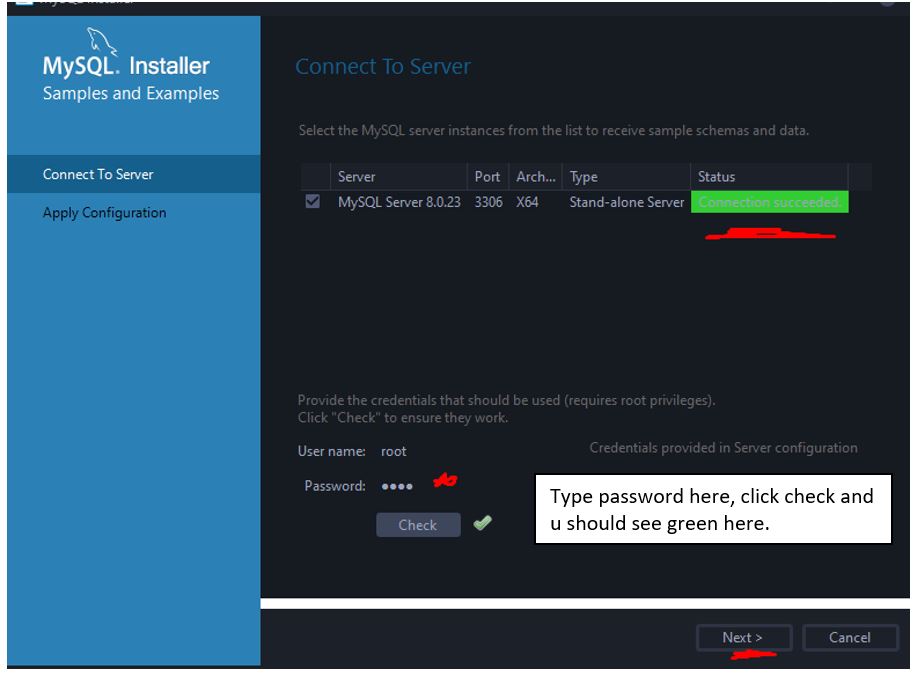 MySQL. Installer
Samples and Examples
Connect To Server
Apply Configuration
Connect To Server
Select the MySQL server instances from the list to receive sample schemas and data.
Server Port Arch... Type Status
MySQL Server 8.0.23 3306 X64 Stand-alone Server Connection succeeded.
Provide the credentials that should be used (requires root privileges).
Click "Check" to ensure they work.
User name: root
Credentials provided in Server configuration
Password: ●●●●
Check
Type password here, click check and
u should see green here.
Next > Cancel